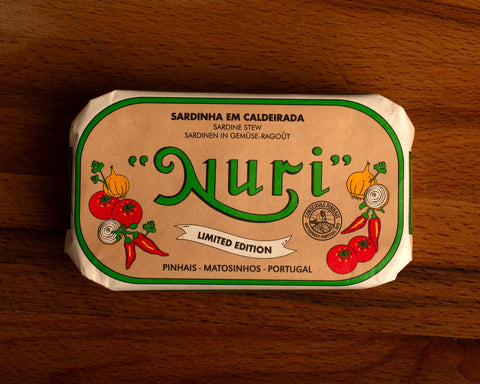 SARDINHA EM CALDEIRADA
SARDINE STEW
SARDINEN IN GEMÜSE-RAGOÛT
"Nuri"
LIMITED EDITION
PINHAIS - MATOSINHOS - PORTUGAL